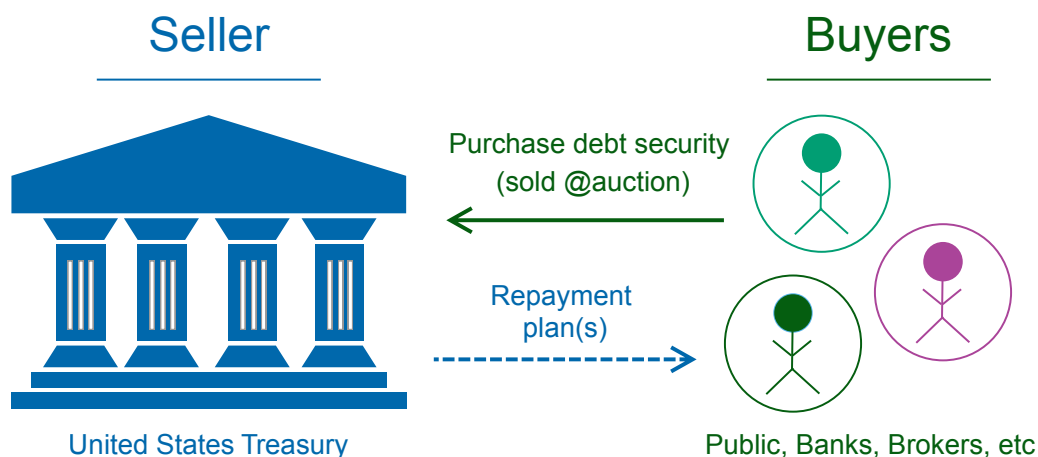 Seller
Buyers
Purchase debt security
(sold @auction)
Repayment
plan(s)
United States Treasury
Public, Banks, Brokers, etc